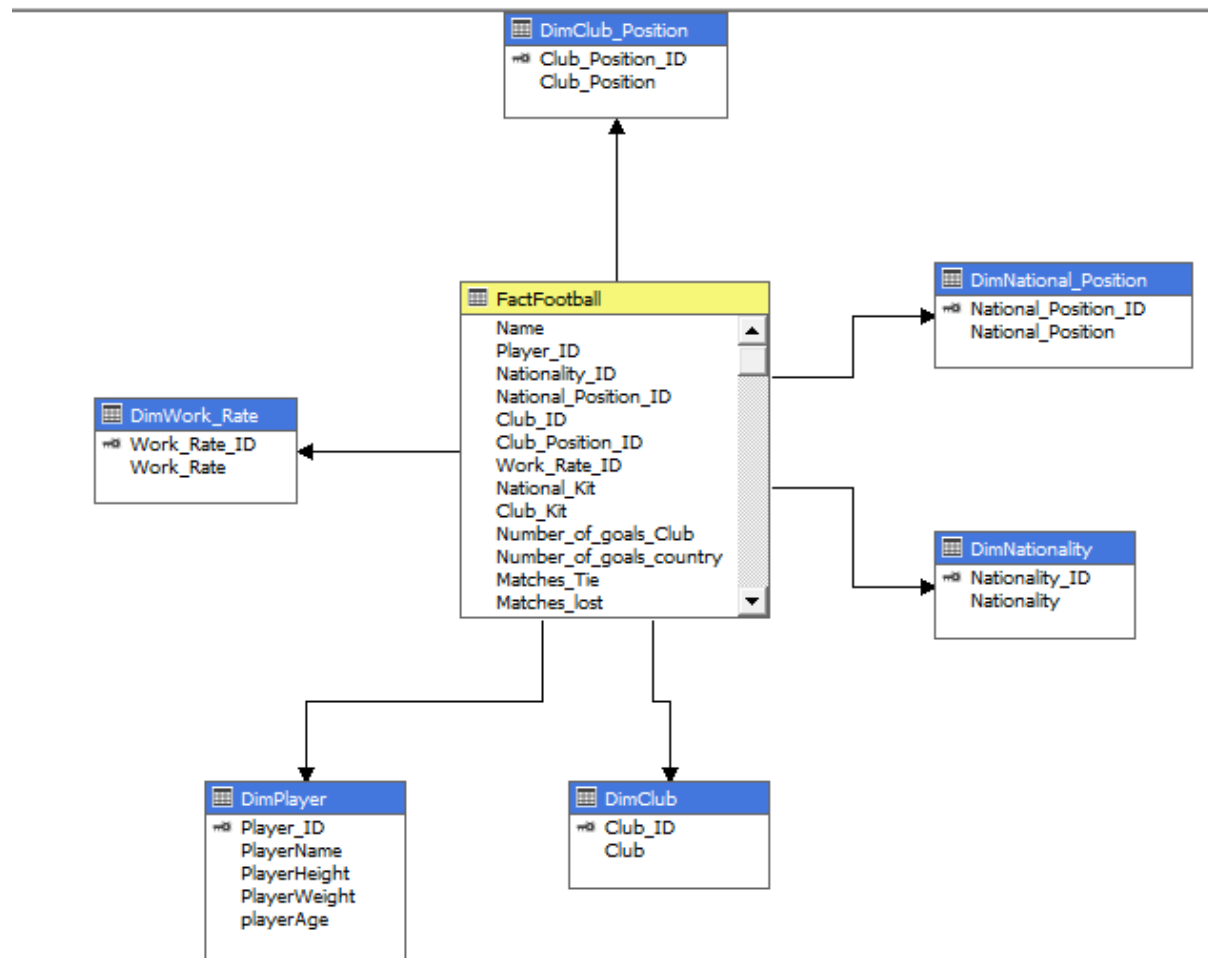 DimClub_Position
Club_Position_ID
Club_Position
FactFootball
Name
Player_ID
Nationality_ID
National_Position_ID
Club_ID
Club_Position_ID
Work_Rate_ID
National_Kit
Club_Kit
Number_of_goals_Club
Number_of_goals_country
Matches_Tie
Matches_lost
DimNational_Position
National_Position_ID
National_Position
DimWork_Rate
Work_Rate_ID
Work_Rate
DimNationality
Nationality_ID
Nationality
DimPlayer
Player_ID
PlayerName
PlayerHeight
PlayerWeight
playerAge
DimClub
Club_ID
Club